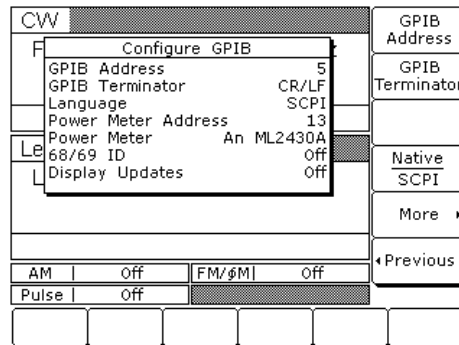 CW
F
Configure GPIB
GPIB Address 5
GPIB Terminator CR/LF
Language SCPI
Power Meter Address 13
Power Meter An ML2430A
68/69 ID Off
Display Updates Off
Le
L
AM Off FM/ϕM Off
Pulse Off
GPIB
Address
GPIB
Terminator
Native
SCPI
More
Previous